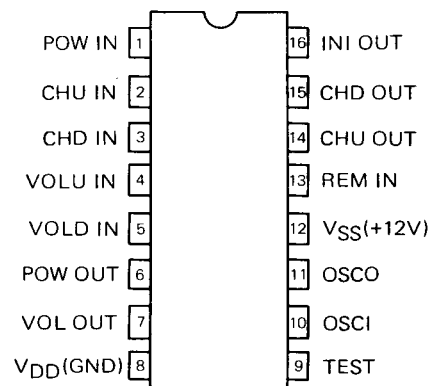 POW IN 1 16 INI OUT
CHU IN 2 15 CHD OUT
CHD IN 3 14 CHU OUT
VOLU IN 4 13 REM IN
VOLD IN 5 12 VSS(+12V)
POW OUT 6 11 OSCO
VOL OUT 7 10 OSCI
VDD(GND) 8 9 TEST